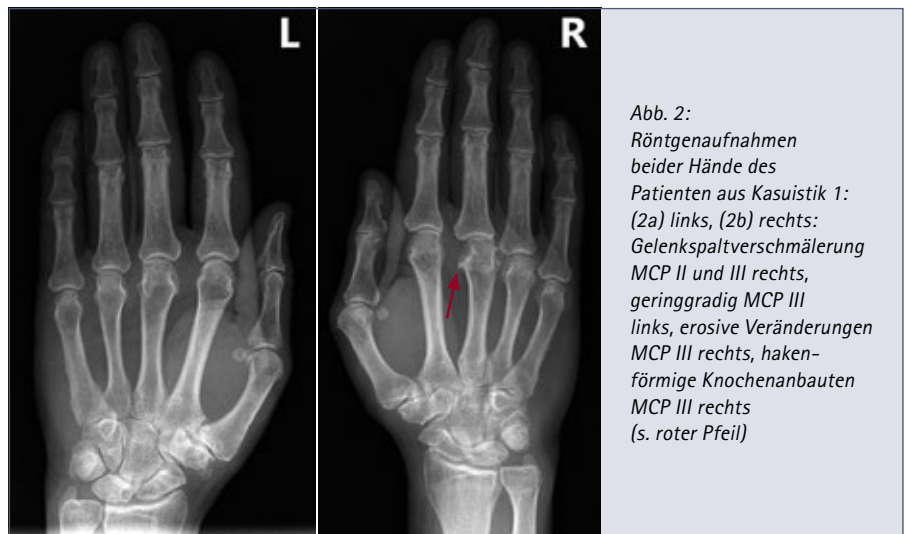 L
R
Abb. 2:
Röntgenaufnahmen
beider Hände des
Patienten aus Kasuistik 1:
(2a) links, (2b) rechts:
Gelenkspaltverschmälerung
MCP II und III rechts,
geringgradig MCP III
links, erosive Veränderungen
MCP III rechts, haken-
förmige Knochenanbauten
MCP III rechts
(s. roter Pfeil)